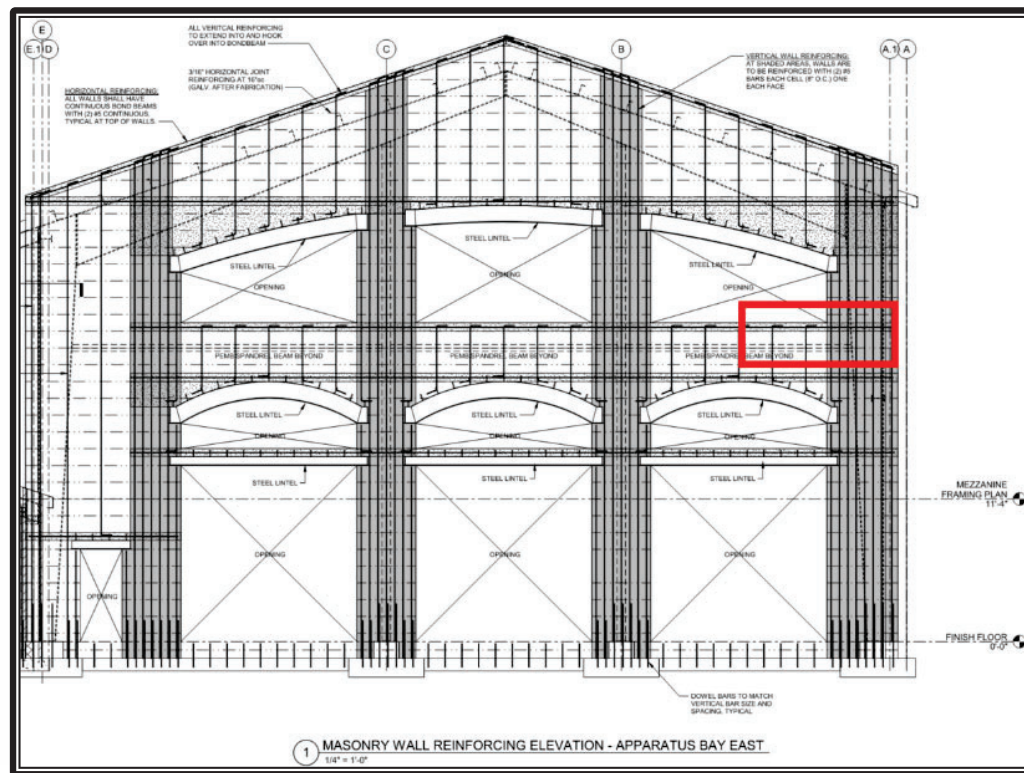 E
E.1
D
C
B
A.1
A
ALL VERITCAL REINFORCING
TO EXTEND INTO AND HOOK
OVER INTO BONDBEAM
3/16" HORIZONTAL JOINT
REINFORCING AT 16"oc
(GALV. AFTER FABRICATION)
HORIZONTAL REINFORCING:
ALL WALLS SHALL HAVE
CONTINUOUS BOND BEAMS
WITH (2) #5 CONTINUOUS,
TYPICAL AT TOP OF WALLS.
VERTICAL WALL REINFORCING:
AT SHADED AREAS, WALLS ARE
TO BE REINFORCED WITH (2) #5
BARS EACH CELL (8" O.C.) ONE
EACH FACE
STEEL LINTEL
STEEL LINTEL
STEEL LINTEL
OPENING
OPENING
OPENING
PEMB SPANDREL BEAM BEYOND
PEMB SPANDREL BEAM BEYOND
PEMB SPANDREL BEAM BEYOND
STEEL LINTEL
STEEL LINTEL
STEEL LINTEL
OPENING
OPENING
OPENING
STEEL LINTEL
STEEL LINTEL
STEEL LINTEL
MEZZANINE
FRAMING PLAN
11'-4"
OPENING
OPENING
OPENING
OPENING
FINISH FLOOR
0'-0"
DOWEL BARS TO MATCH
VERTICAL BAR SIZE AND
SPACING, TYPICAL
1 MASONRY WALL REINFORCING ELEVATION - APPARATUS BAY EAST
1/4" = 1'-0"